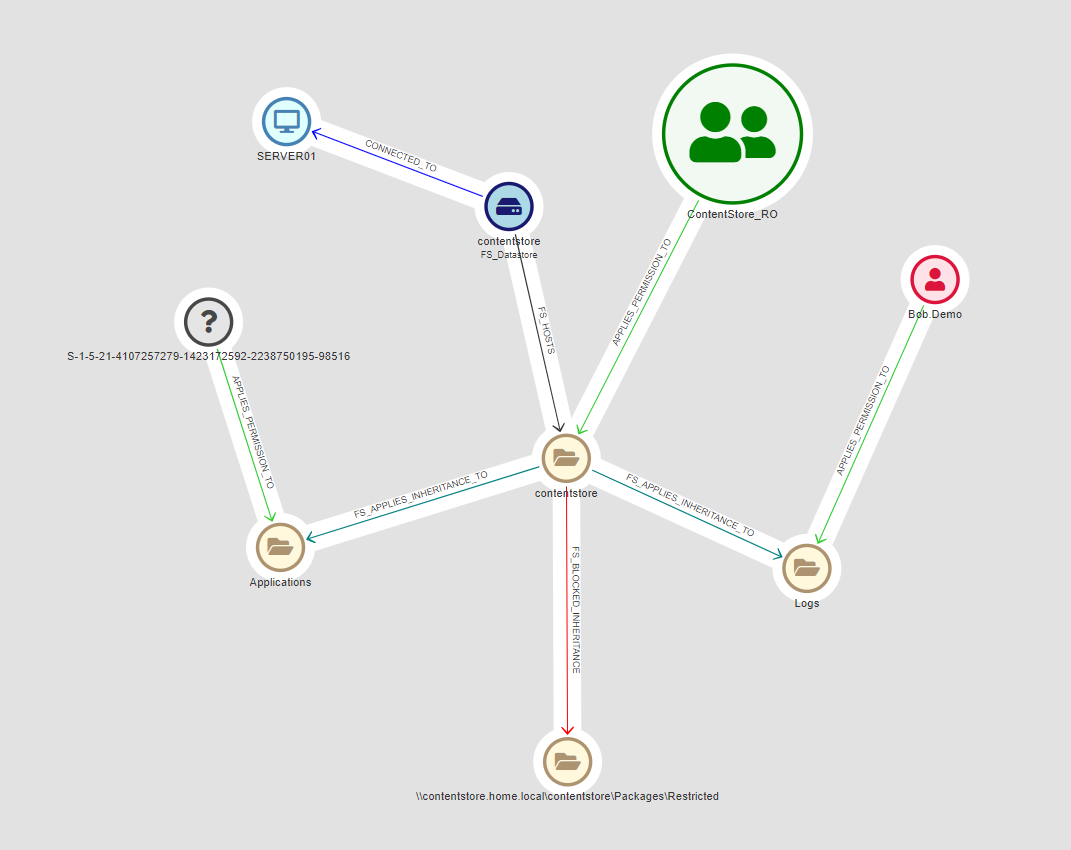 CONNECTED_TO
SERVER01
ContentStore_RO
contentstore
FS_Datastore
APPLIES_PERMISSION_TO
Bob.Demo
FS_HOSTS
?
S-1-5-21-4107257279-1423172592-2238750195-98516
APPLIES_PERMISSION_TO
APPLIES_PERMISSION_TO
contentstore
FS_APPLIES_INHERITANCE_TO
FS_APPLIES_INHERITANCE_TO
Applications
Logs
FS_BLOCKED_INHERITANCE
\\contentstore.home.local\contentstore\Packages\Restricted